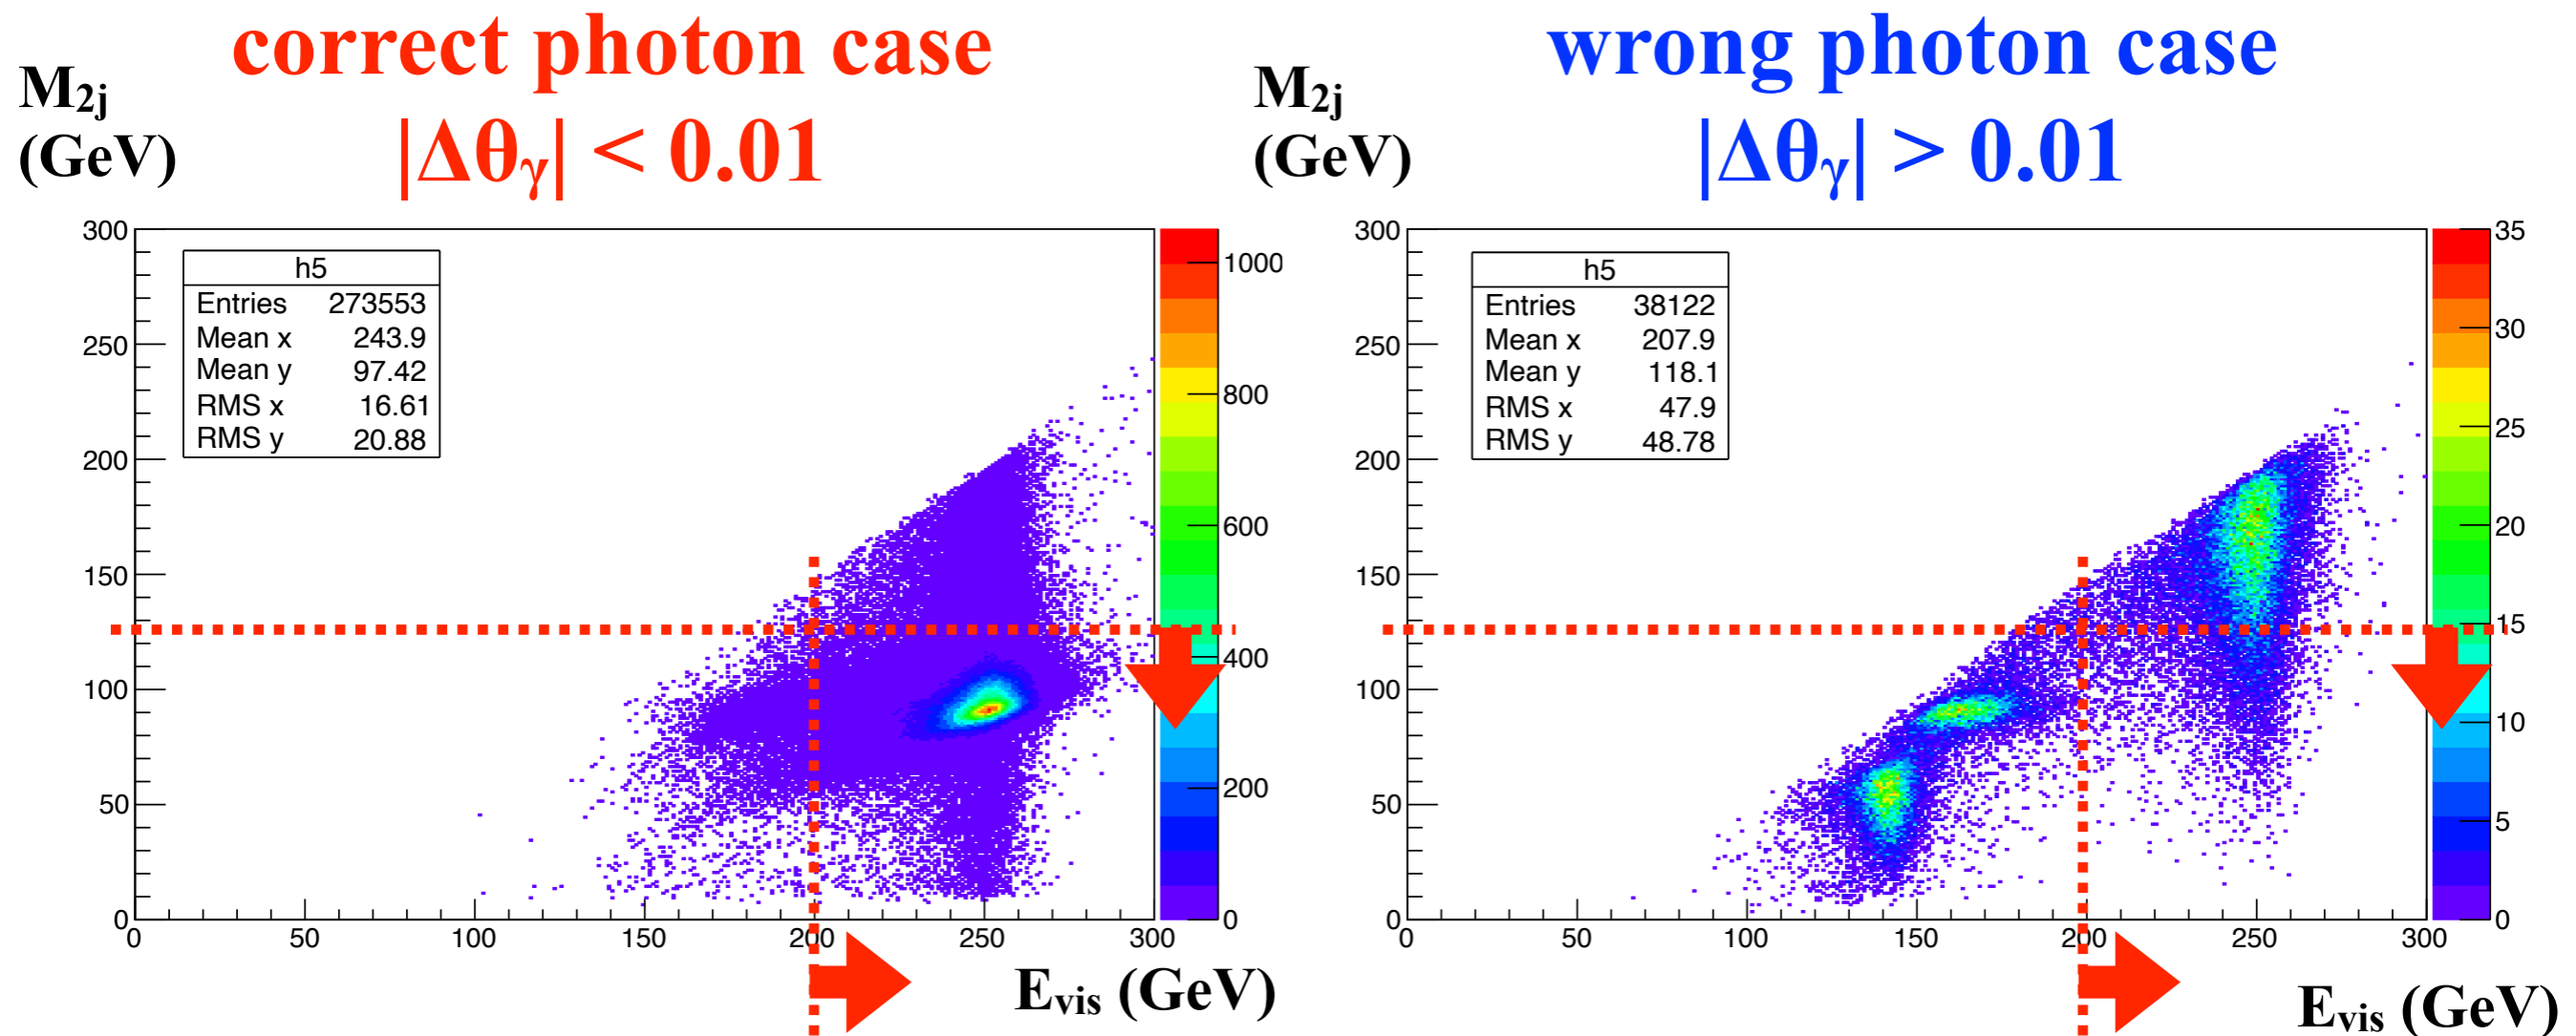 correct photon case
|Δθγ| < 0.01
M2j
(GeV)
h5
Entries 273553
Mean x 243.9
Mean y 97.42
RMS x 16.61
RMS y 20.88
300
250
200
150
100
50
0
0 50 100 150 200 250 300
1000
800
600
400
200
0
Evis (GeV)
wrong photon case
|Δθγ| > 0.01
M2j
(GeV)
h5
Entries 38122
Mean x 207.9
Mean y 118.1
RMS x 47.9
RMS y 48.78
300
250
200
150
100
50
0
0 50 100 150 200 250 300
35
30
25
20
15
10
5
0
Evis (GeV)